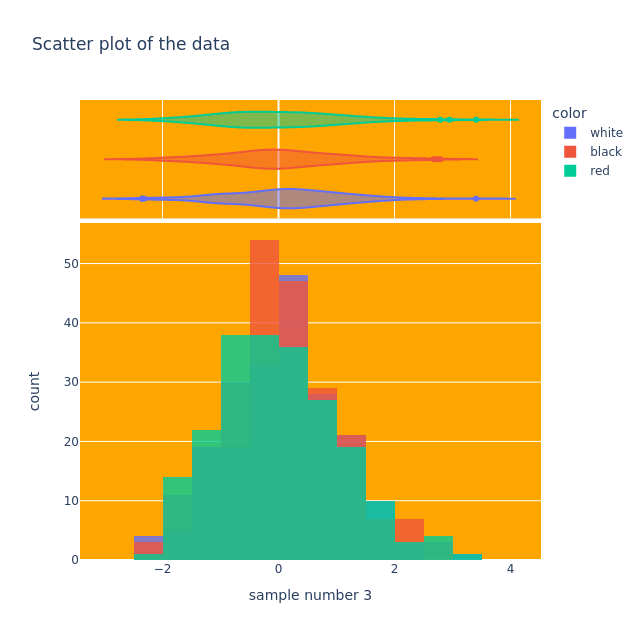 Scatter plot of the data
color
white
black
red
50
40
30
20
10
0
count
−2
0
2
4
sample number 3